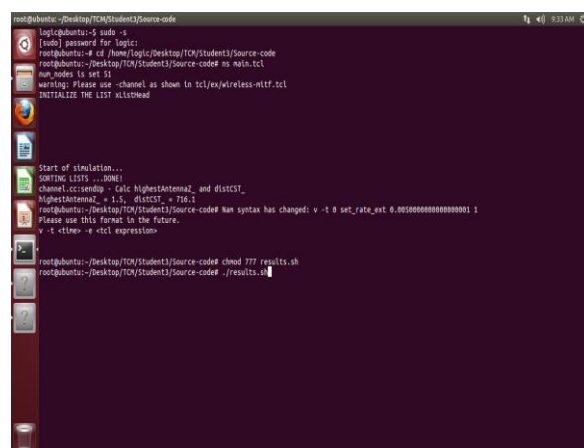 root@ubuntu: ~/Desktop/TCM/Student3/Source-code
9:33 AM
logic@ubuntu:~$ sudo -s
[sudo] password for logic:
root@ubuntu:~# cd /home/logic/Desktop/TCM/Student3/Source-code
root@ubuntu:~/Desktop/TCM/Student3/Source-code# ns main.tcl
num_nodes is set 51
warning: Please use -channel as shown in tcl/ex/wireless-mitf.tcl
INITIALIZE THE LIST xListHead
Start of simulation...
SORTING LISTS ...DONE!
channel.cc:sendUp - Calc highestAntennaZ_ and distCST_
highestAntennaZ_ = 1.5, distCST_ = 716.1
root@ubuntu:~/Desktop/TCM/Student3/Source-code# Nam syntax has changed: v -t 0 set_rate_ext 0.0050000000000000001 1
Please use this format in the future.
v -t <time> -e <tcl expression>
root@ubuntu:~/Desktop/TCM/Student3/Source-code# chmod 777 results.sh
root@ubuntu:~/Desktop/TCM/Student3/Source-code# ./results.sh